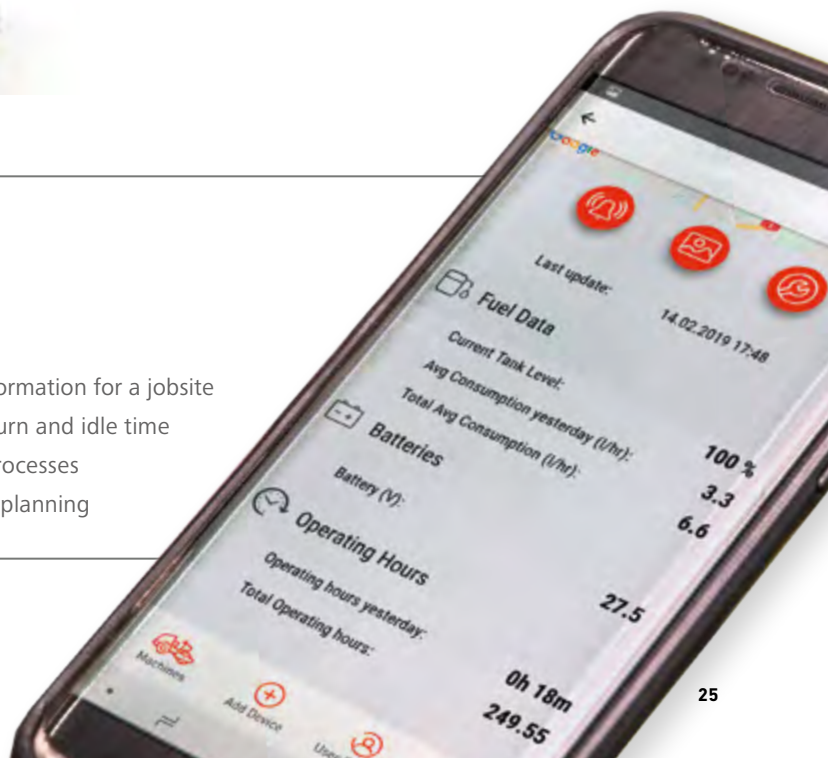 ormation for a jobsite
urn and idle time
rocesses
planning
Google
Last update: 14.02.2019 17:48
Fuel Data
Current Tank Level: 100 %
Avg Consumption yesterday (l/hr): 3.3
Total Avg Consumption (l/hr): 6.6
Batteries
Battery (V): 27.5
Operating Hours
Operating hours yesterday: 0h 18m
Total Operating hours: 249.55
Machines
Add Device
User
25